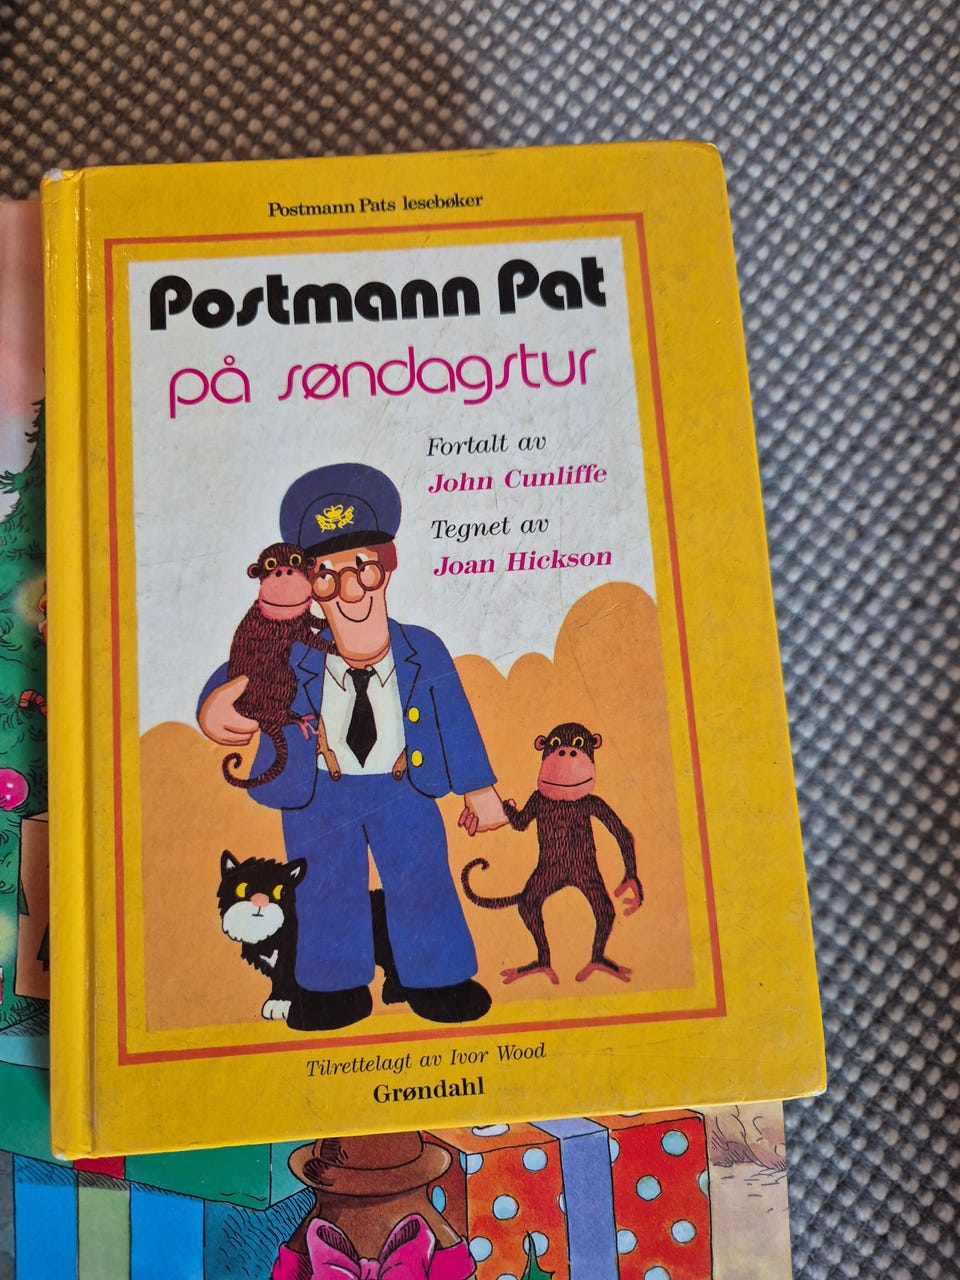 Postmann Pats lesebøker
Postmann Pat
på søndagstur
Fortalt av
John Cunliffe
Tegnet av
Joan Hickson
Tilrettelagt av Ivor Wood
Grøndahl